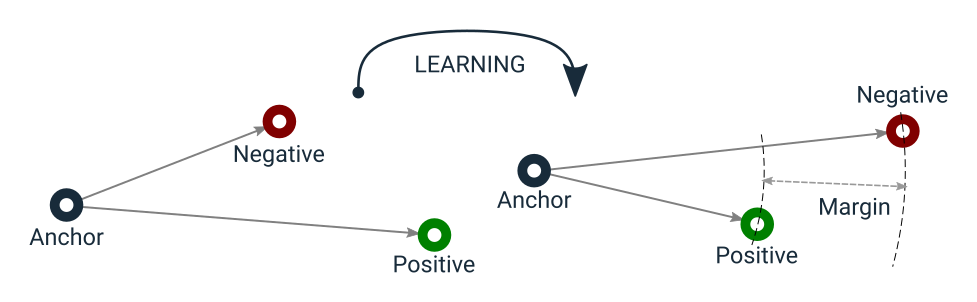 LEARNING
Negative
Anchor
Positive
Negative
Anchor
Margin
Positive